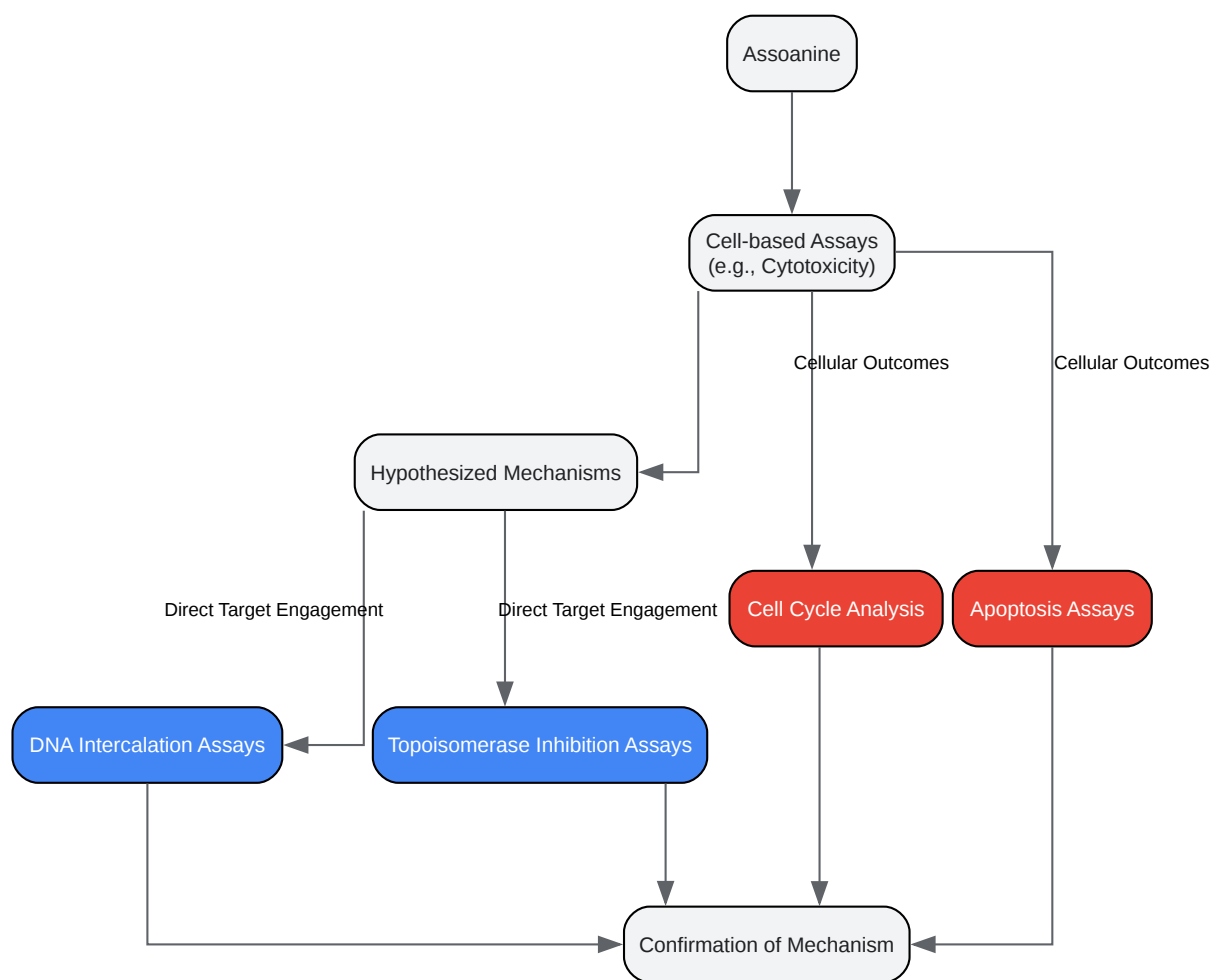 Assoanine
Cell-based Assays
(e.g., Cytotoxicity)
Cellular Outcomes
Cellular Outcomes
Hypothesized Mechanisms
Direct Target Engagement
Direct Target Engagement
Cell Cycle Analysis
Apoptosis Assays
DNA Intercalation Assays
Topoisomerase Inhibition Assays
Confirmation of Mechanism